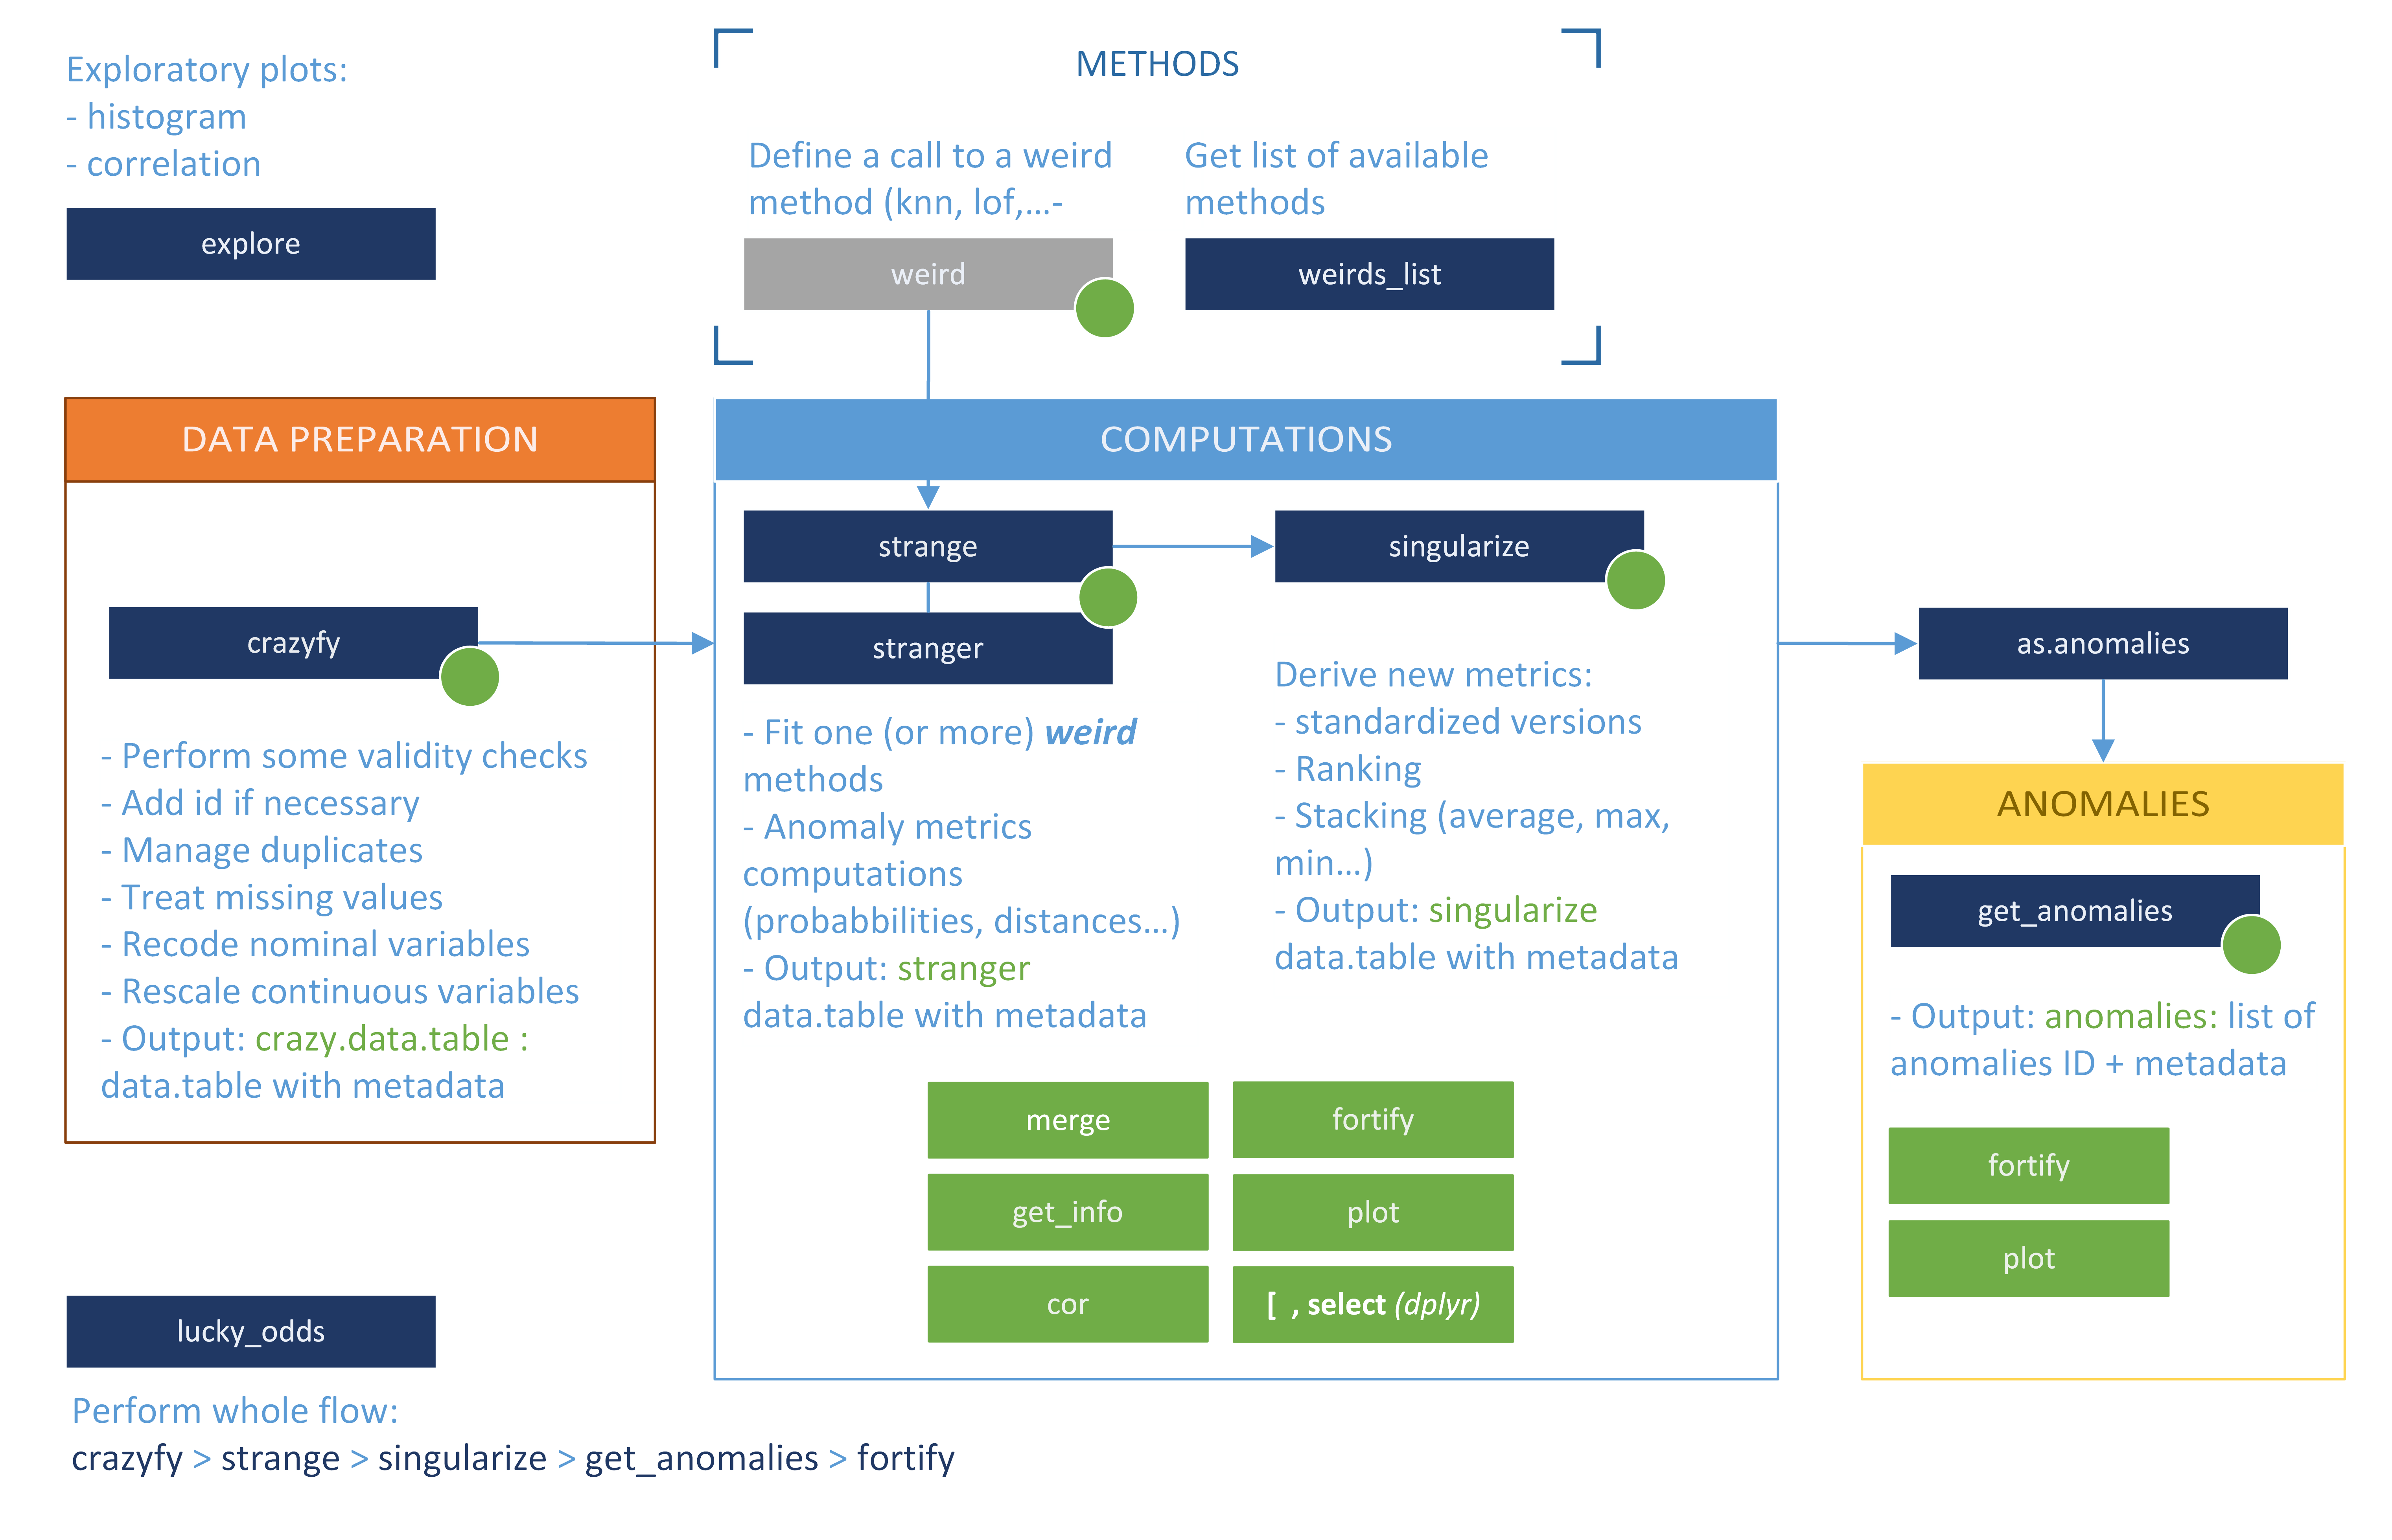 Exploratory plots:
- histogram
- correlation
explore
METHODS
Define a call to a weird
method (knn, lof,...-
weird
Get list of available
methods
weirds_list
DATA PREPARATION
crazyfy
- Perform some validity checks
- Add id if necessary
- Manage duplicates
- Treat missing values
- Recode nominal variables
- Rescale continuous variables
- Output: crazy.data.table :
data.table with metadata
COMPUTATIONS
strange
stranger
- Fit one (or more) weird
methods
- Anomaly metrics
computations
(probabbilities, distances...)
- Output: stranger
data.table with metadata
singularize
Derive new metrics:
- standardized versions
- Ranking
- Stacking (average, max,
min...)
- Output: singularize
data.table with metadata
merge
fortify
get_info
plot
cor
[ , select (dplyr)
as.anomalies
ANOMALIES
get_anomalies
- Output: anomalies: list of
anomalies ID + metadata
fortify
plot
lucky_odds
Perform whole flow:
crazyfy > strange > singularize > get_anomalies > fortify